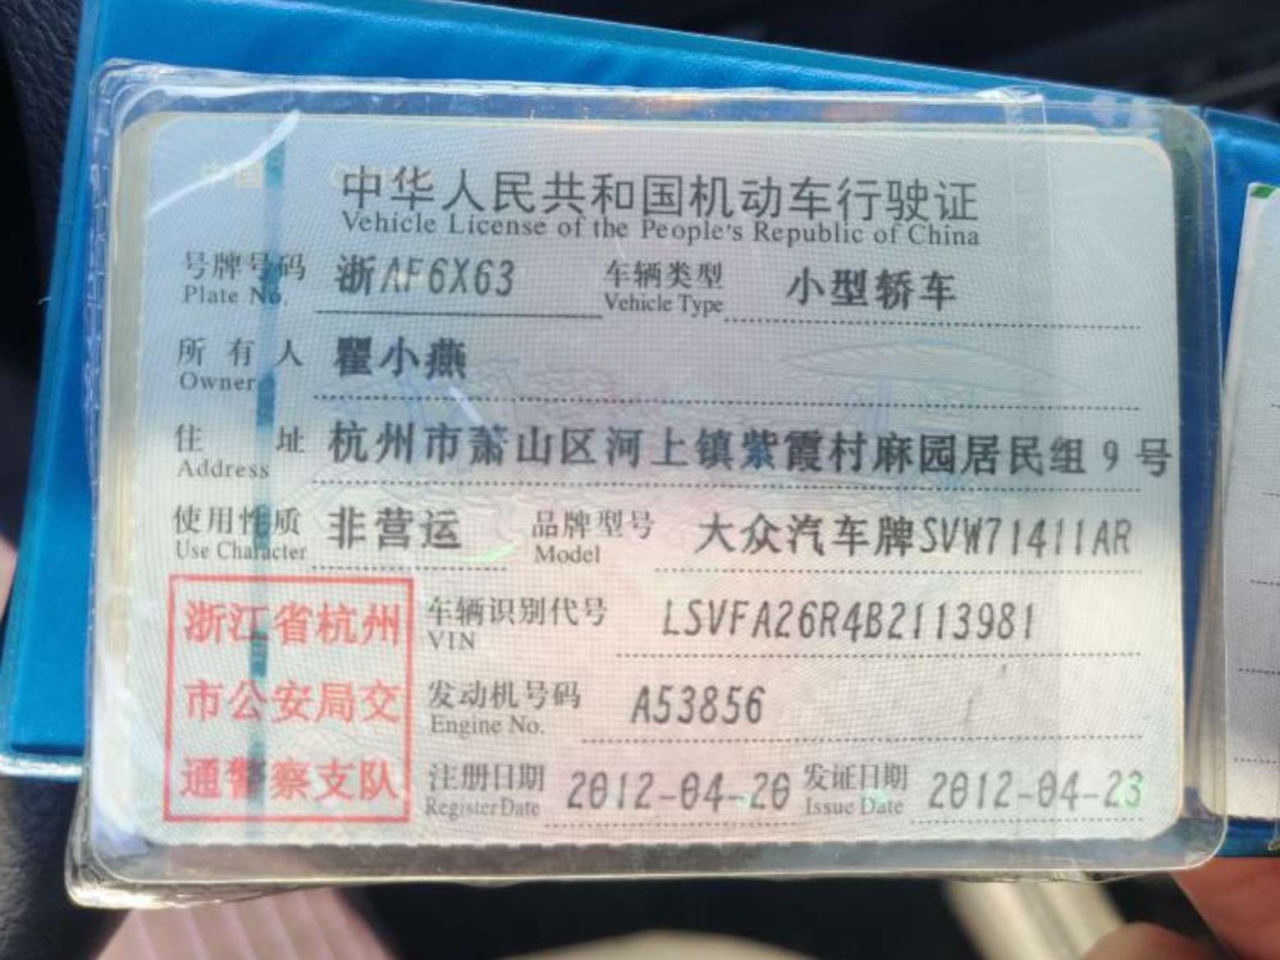 中华人民共和国机动车行驶证
Vehicle License of the People's Republic of China
号牌号码 浙AF6X63 车辆类型 小型轿车
Plate No. Vehicle Type
所有人 瞿小燕
Owner
住址 杭州市萧山区河上镇紫霞村麻园居民组9号
Address
使用性质 非营运 品牌型号 大众汽车牌SVW71411AR
Use Character Model
浙江省杭州
市公安局交
通警察支队
车辆识别代号 LSVFA26R4B2113981
VIN
发动机号码 A53856
Engine No.
注册日期 2012-04-20 发证日期 2012-04-23
Register Date Issue Date